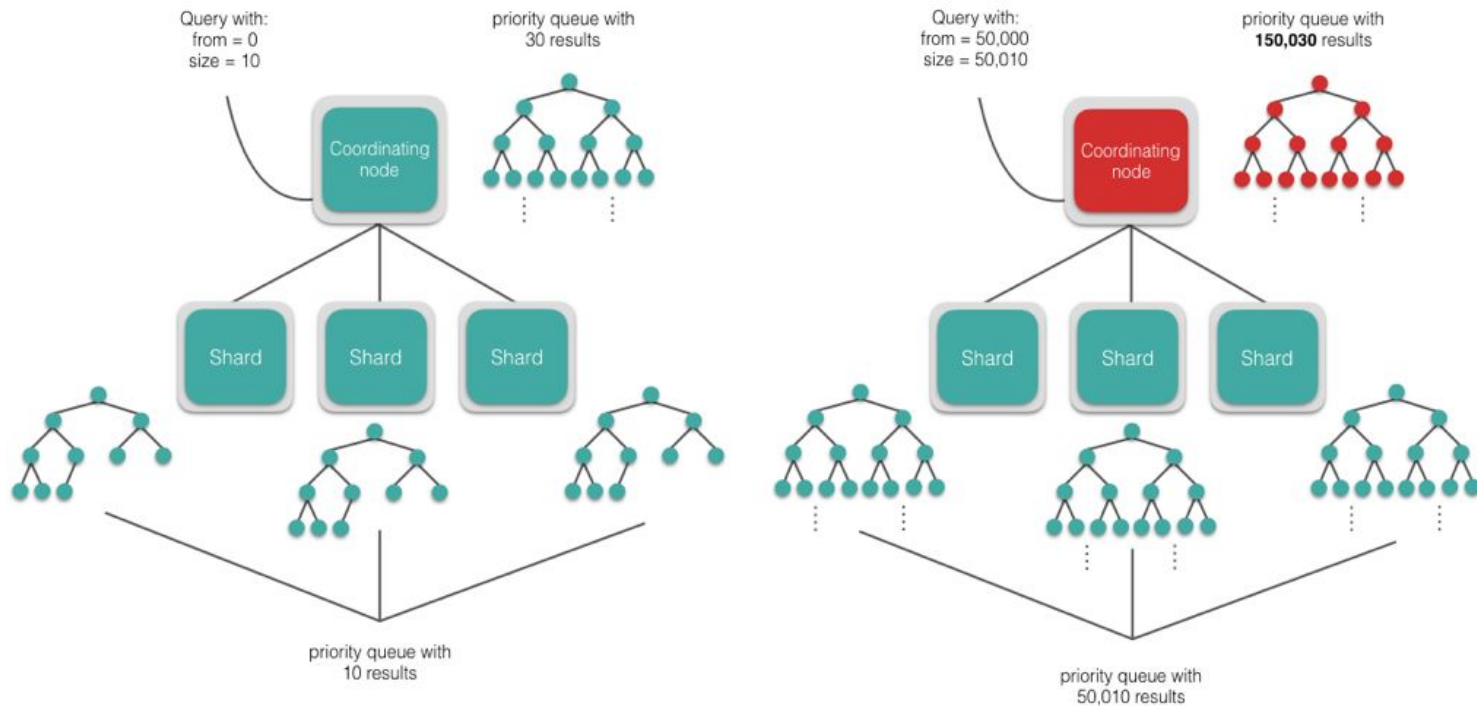 Query with:
from = 0
size = 10
priority queue with
30 results
Coordinating
node
Shard
Shard
Shard
priority queue with
10 results
Query with:
from = 50,000
size = 50,010
priority queue with
150,030 results
Coordinating
node
Shard
Shard
Shard
priority queue with
50,010 results